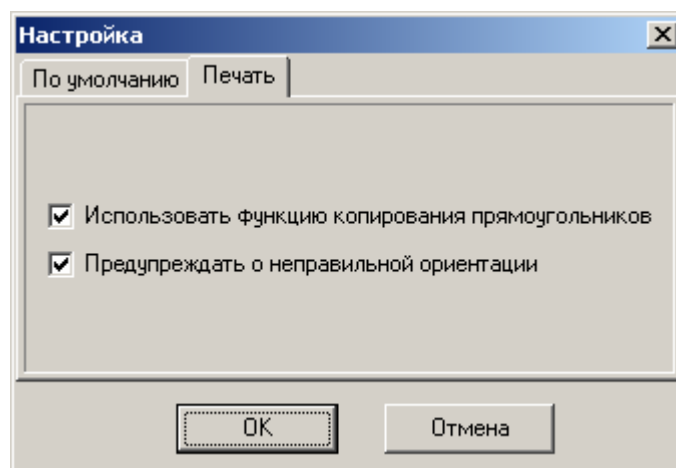 Настройка
По умолчанию Печать
Использовать функцию копирования прямоугольников
Предупреждать о неправильной ориентации
OK Отмена